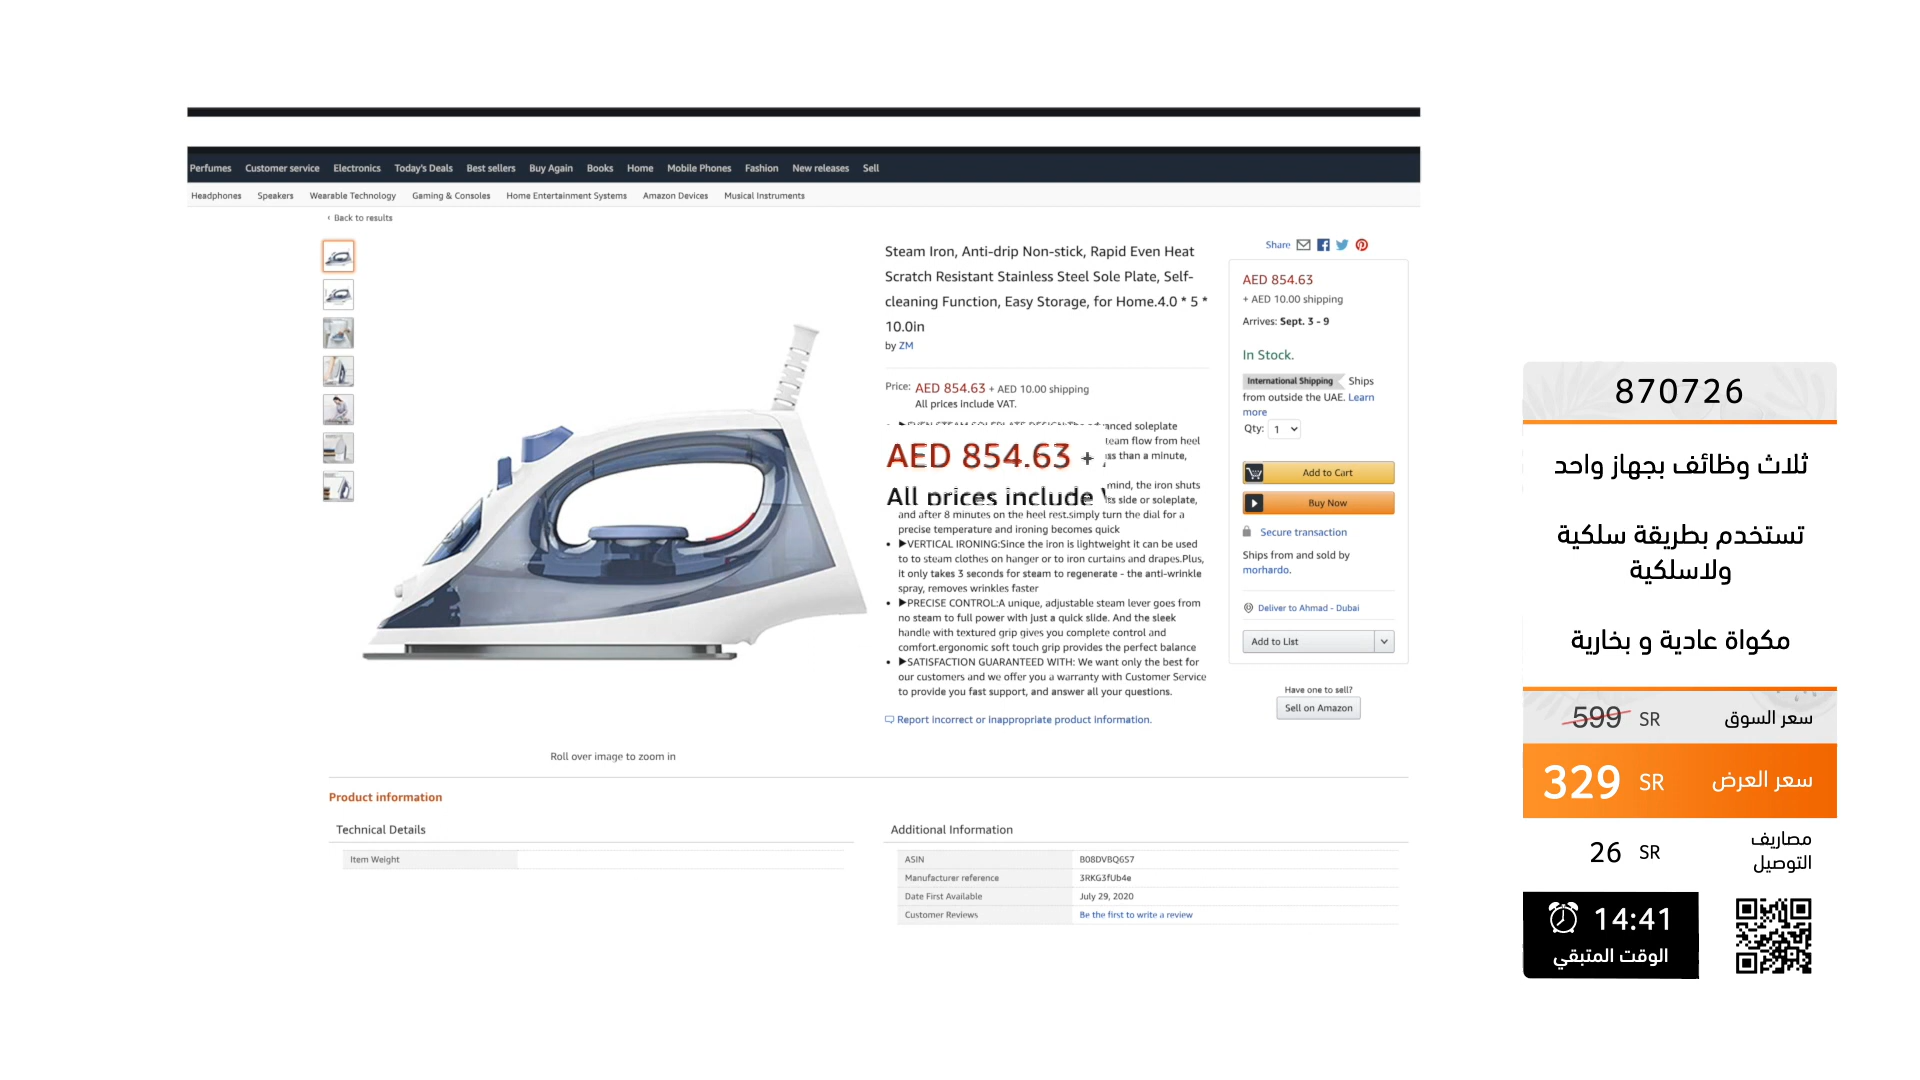 Perfumes Customer service Electronics Today's Deals Best sellers Buy Again Books Home Mobile Phones Fashion New releases Sell
Headphones Speakers Wearable Technology Gaming & Consoles Home Entertainment Systems Amazon Devices Musical Instruments
‹ Back to results
Steam Iron, Anti-drip Non-stick, Rapid Even Heat
Scratch Resistant Stainless Steel Sole Plate, Self-
cleaning Function, Easy Storage, for Home.4.0 * 5 *
10.0in
by ZM
Price: AED 854.63 + AED 10.00 shipping
All prices include VAT.
soleplate
team flow from heel
than a minute,
AED 854.63 +
All prices include
mind, the iron shuts
side or soleplate,
and after 8 minutes on the heel rest.simply turn the dial for a
precise temperature and ironing becomes quick
• ▶VERTICAL IRONING:Since the iron is lightweight it can be used
to to steam clothes on hanger or to iron curtains and drapes.Plus,
it only takes 3 seconds for steam to regenerate - the anti-wrinkle
spray, removes wrinkles faster
• ▶PRECISE CONTROL:A unique, adjustable steam lever goes from
no steam to full power with just a quick slide. And the sleek
handle with textured grip gives you complete control and
comfort.ergonomic soft touch grip provides the perfect balance
• ▶SATISFACTION GUARANTEED WITH: We want only the best for
our customers and we offer you a warranty with Customer Service
to provide you fast support, and answer all your questions.
Report incorrect or inappropriate product information.
Share
AED 854.63
+ AED 10.00 shipping
Arrives: Sept. 3 - 9
In Stock.
International Shipping Ships
from outside the UAE. Learn
more
Qty: 1
Add to Cart
Buy Now
Secure transaction
Ships from and sold by
morhardo.
Deliver to Ahmad - Dubai
Add to List
Have one to sell?
Sell on Amazon
Roll over image to zoom in
Product information
Technical Details
Item Weight
Additional Information
ASIN B08DVBQGS7
Manufacturer reference 3RKG3fUb4e
Date First Available July 29, 2020
Customer Reviews Be the first to write a review
870726
ثلاث وظائف بجهاز واحد
تستخدم بطريقة سلكية
ولاسلكية
مكواة عادية و بخارية
سعر السوق SR 599
سعر العرض SR 329
مصاريف
التوصيل
SR 26
14:41
الوقت المتبقي